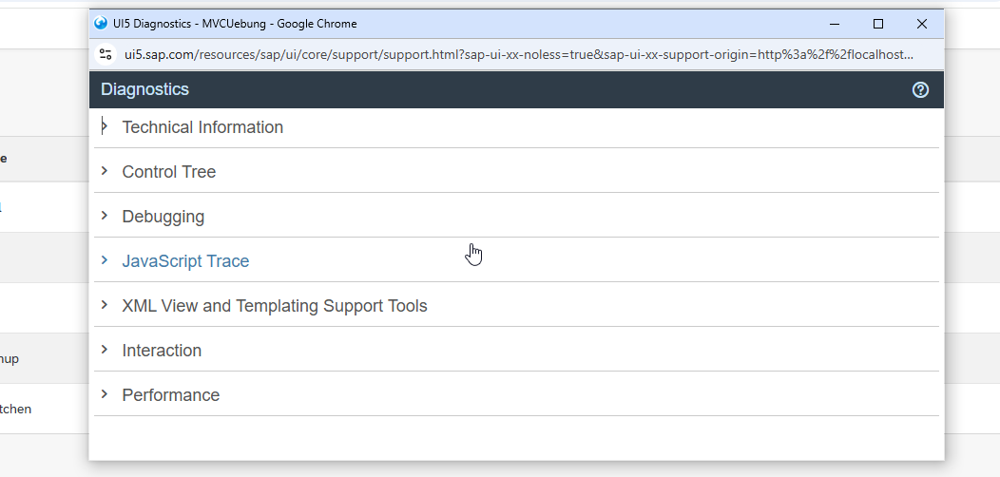 UI5 Diagnostics - MVCUebung - Google Chrome
ui5.sap.com/resources/sap/ui/core/support/support.html?sap-ui-xx-noless=true&sap-ui-xx-support-origin=http%3a%2f%2flocalhost...
Diagnostics
Technical Information
e
Control Tree
Debugging
JavaScript Trace
XML View and Templating Support Tools
Interaction
nup
Performance
tchen